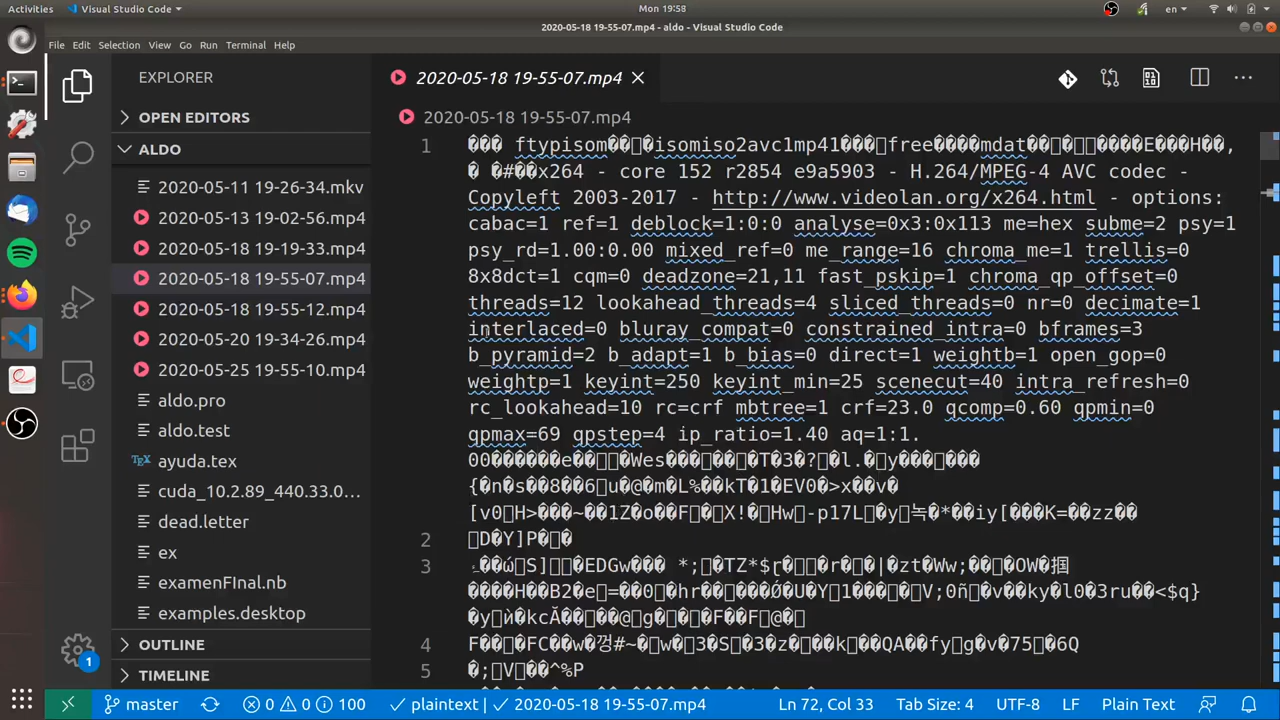 Activities
Visual Studio Code
Mon 19:58
en
2020-05-18 19-55-07.mp4 - aldo - Visual Studio Code
File Edit Selection View Go Run Terminal Help
EXPLORER
OPEN EDITORS
ALDO
2020-05-11 19-26-34.mkv
2020-05-13 19-02-56.mp4
2020-05-18 19-19-33.mp4
2020-05-18 19-55-07.mp4
2020-05-18 19-55-12.mp4
2020-05-20 19-34-26.mp4
2020-05-25 19-55-10.mp4
aldo.pro
aldo.test
ayuda.tex
cuda_10.2.89_440.33.0...
dead.letter
ex
examenFInal.nb
examples.desktop
OUTLINE
TIMELINE
1
2020-05-18 19-55-07.mp4
2020-05-18 19-55-07.mp4
1 ftypisom isomiso2avc1mp41 free mdat E H ,
# x264 - core 152 r2854 e9a5903 - H.264/MPEG-4 AVC codec -
Copyleft 2003-2017 - http://www.videolan.org/x264.html - options:
cabac=1 ref=1 deblock=1:0:0 analyse=0x3:0x113 me=hex subme=2 psy=1
psy_rd=1.00:0.00 mixed_ref=0 me_range=16 chroma_me=1 trellis=0
8x8dct=1 cqm=0 deadzone=21,11 fast_pskip=1 chroma_qp_offset=0
threads=12 lookahead_threads=4 sliced_threads=0 nr=0 decimate=1
interlaced=0 bluray_compat=0 constrained_intra=0 bframes=3
b_pyramid=2 b_adapt=1 b_bias=0 direct=1 weightb=1 open_gop=0
weightp=1 keyint=250 keyint_min=25 scenecut=40 intra_refresh=0
rc_lookahead=10 rc=crf mbtree=1 crf=23.0 qcomp=0.60 qpmin=0
qpmax=69 qpstep=4 ip_ratio=1.40 aq=1:1.
2
3
4
5
master
0 0 100
plaintext
2020-05-18 19-55-07.mp4
Ln 72, Col 33
Tab Size: 4
UTF-8
LF
Plain Text